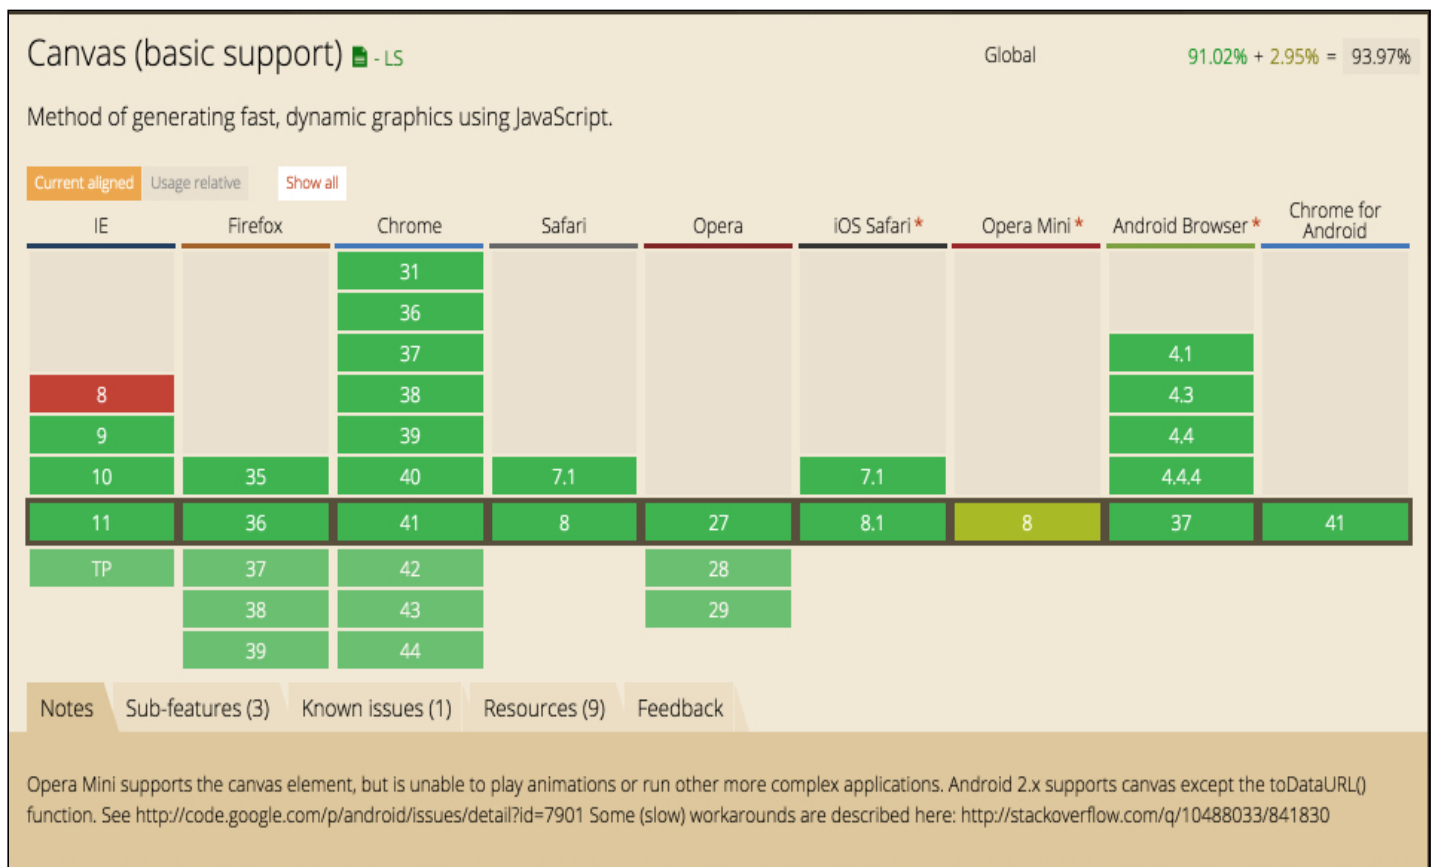 Canvas (basic support) - LS Global 91.02% + 2.95% = 93.97%
Method of generating fast, dynamic graphics using JavaScript.
Current aligned Usage relative Show all
IE Firefox Chrome Safari Opera iOS Safari * Opera Mini * Android Browser * Chrome for Android
31
36
37 4.1
8 38 4.3
9 39 4.4
10 35 40 7.1 7.1 4.4.4
11 36 41 8 27 8.1 8 37 41
TP 37 42 28
38 43 29
39 44
Notes Sub-features (3) Known issues (1) Resources (9) Feedback
Opera Mini supports the canvas element, but is unable to play animations or run other more complex applications. Android 2.x supports canvas except the toDataURL()
function. See http://code.google.com/p/android/issues/detail?id=7901 Some (slow) workarounds are described here: http://stackoverflow.com/q/10488033/841830